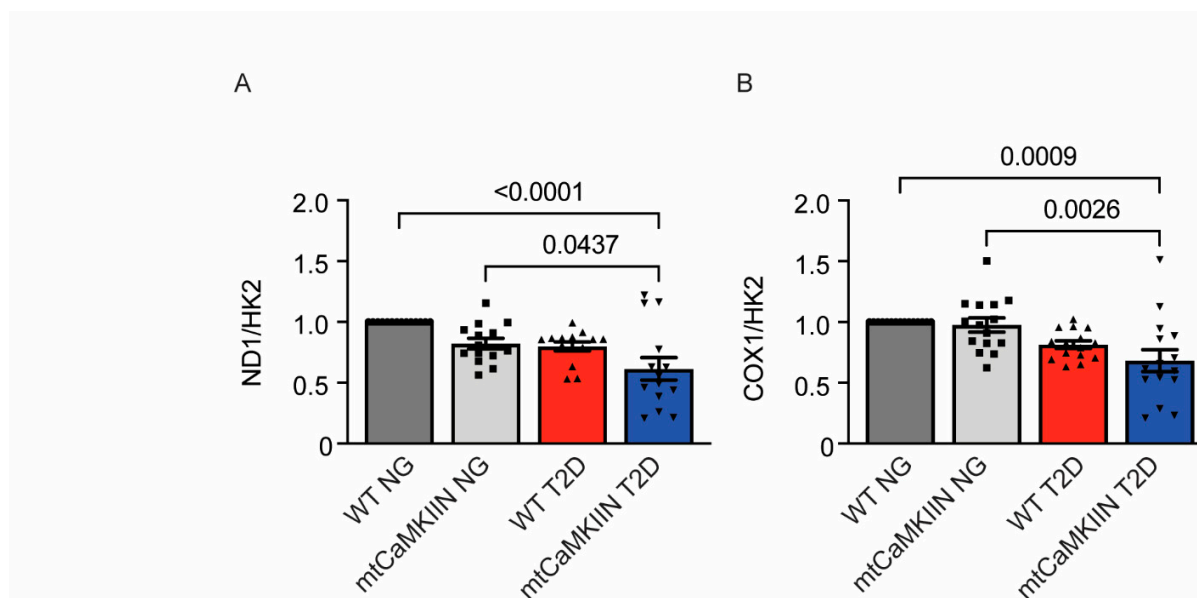 A
<0.0001
0.0437
2.0
1.5
1.0
0.5
0
ND1/HK2
WT NG
mtCaMKIIN NG
WT T2D
mtCaMKIIN T2D
B
0.0009
0.0026
2.0
1.5
1.0
0.5
0
COX1/HK2
WT NG
mtCaMKIIN NG
WT T2D
mtCaMKIIN T2D